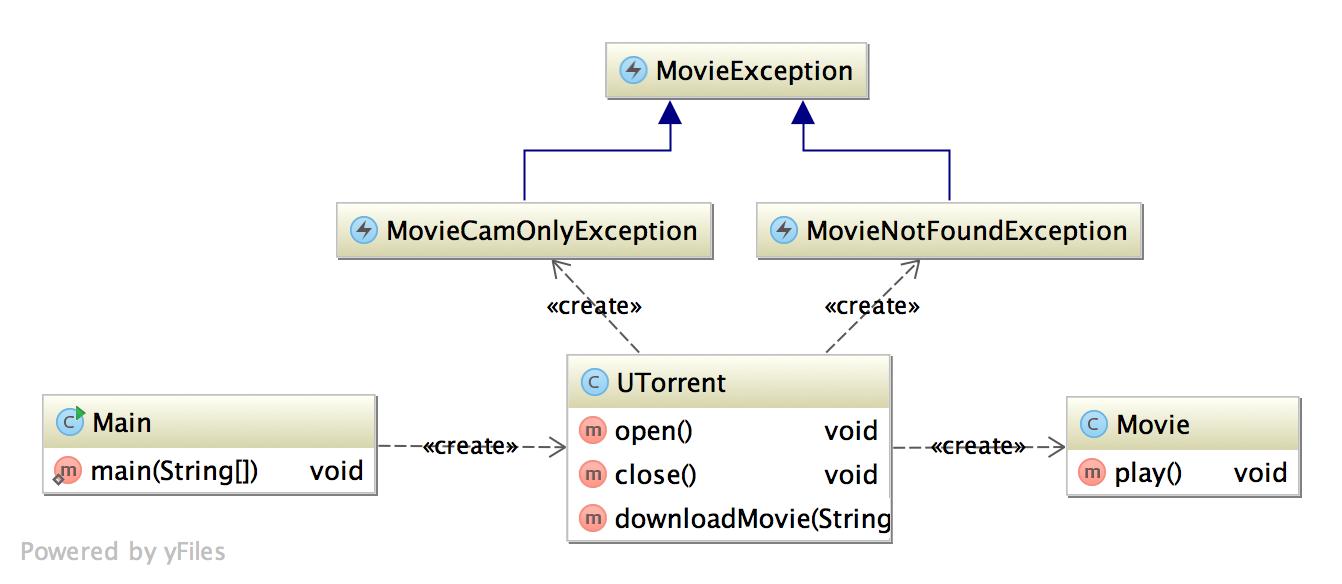 MovieException
MovieCamOnlyException
MovieNotFoundException
«create»
«create»
UTorrent
open() void
close() void
downloadMovie(String
Main
main(String[]) void
«create»
«create»
Movie
play() void
Powered by yFiles